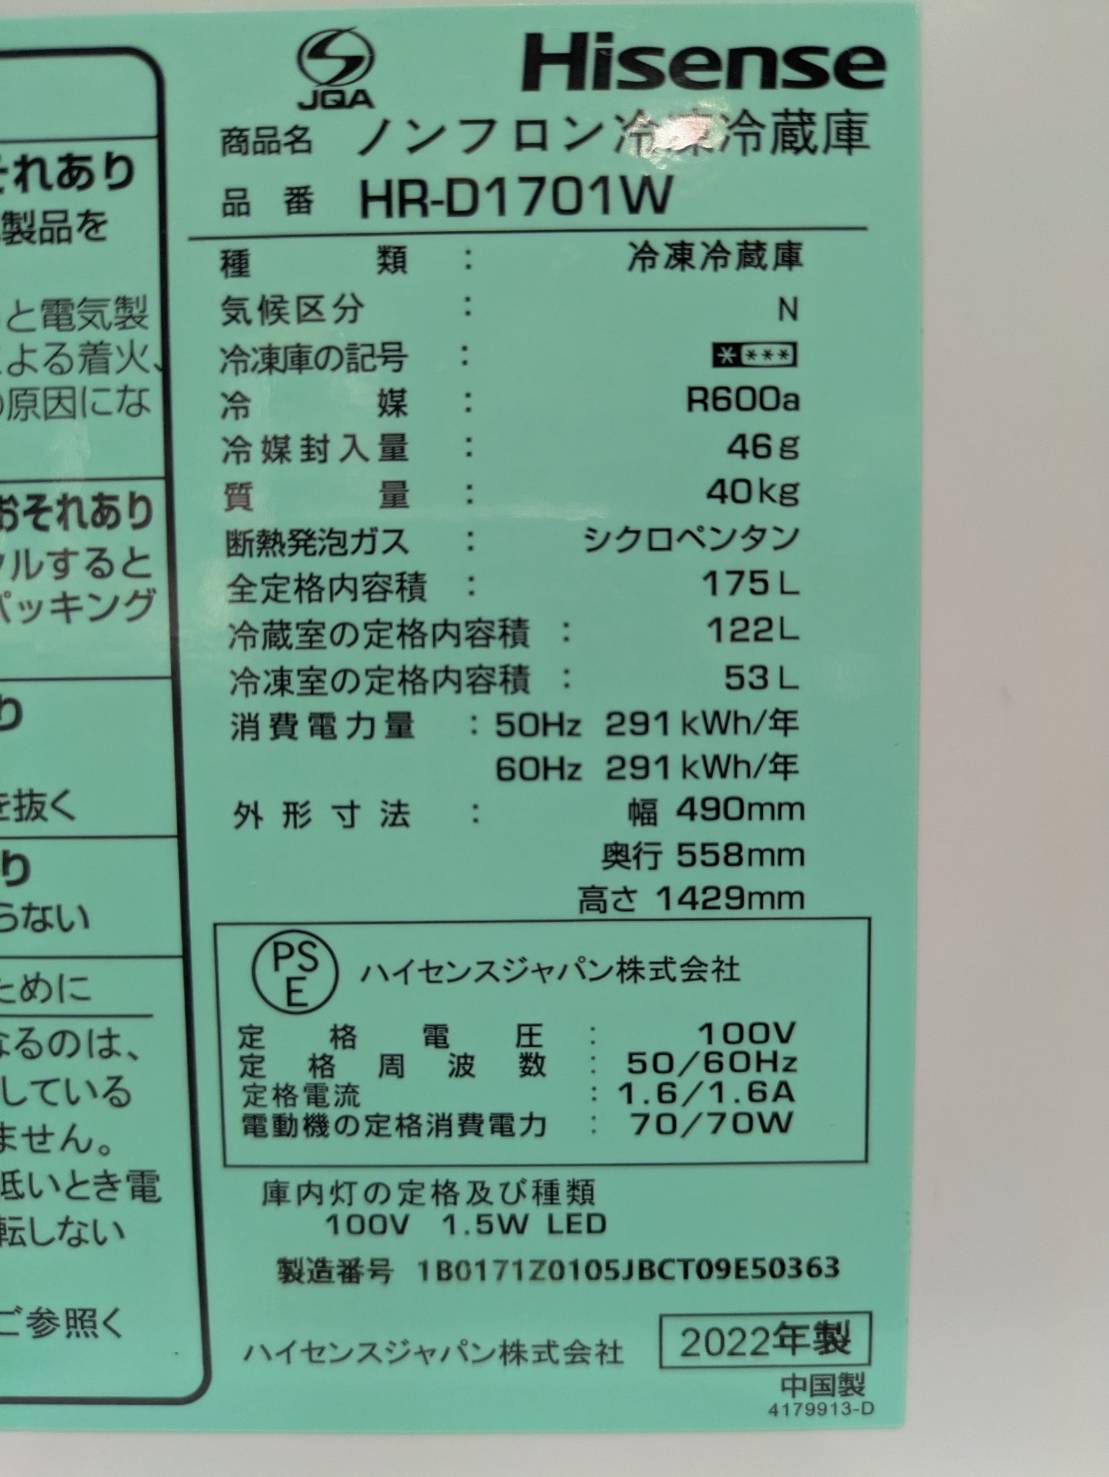 それあり
製品を
と電気製
よる着火、
原因にな
おそれあり
ルすると
パッキング
り
を抜く
り
らない
ために
なるのは、
している
ません。
低いとき電
転しない
ご参照く
JQA
Hisense
商品名 ノンフロン冷凍冷蔵庫
品番 HR-D1701W
種類 : 冷凍冷蔵庫
気候区分 : N
冷凍庫の記号 : * ***
冷媒 : R600a
冷媒封入量 : 46g
質量 : 40kg
断熱発泡ガス : シクロペンタン
全定格内容積 : 175L
冷蔵室の定格内容積 : 122L
冷凍室の定格内容積 : 53L
消費電力量 : 50Hz 291kWh/年
60Hz 291kWh/年
外形寸法 : 幅 490mm
奥行 558mm
高さ 1429mm
PSE ハイセンスジャパン株式会社
定格電圧 : 100V
定格周波数 : 50/60Hz
定格電流 : 1.6/1.6A
電動機の定格消費電力 : 70/70W
庫内灯の定格及び種類
100V 1.5W LED
製造番号 1B0171Z0105JBCT09E50363
ハイセンスジャパン株式会社
2022年製
中国製
4179913-D